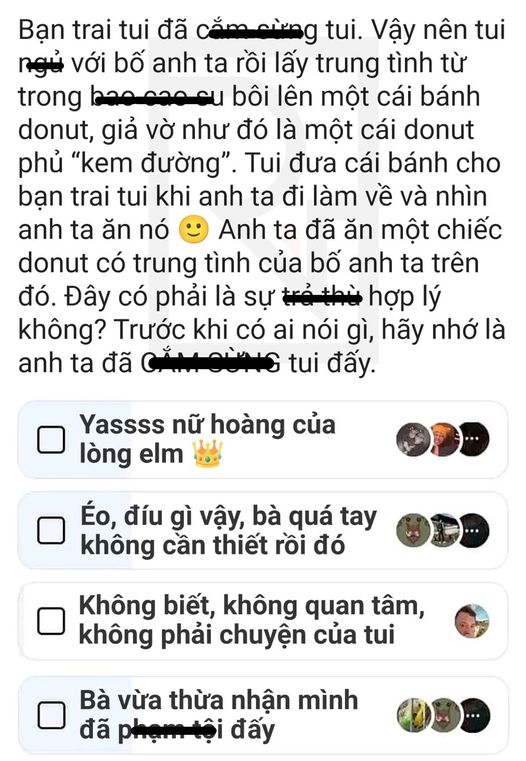 Bạn trai tui đã cắm sừng tui. Vậy nên tui
ngủ với bố anh ta rồi lấy trung tình từ
trong bao cao su bôi lên một cái bánh
donut, giả vờ như đó là một cái donut
phủ “kem đường”. Tui đưa cái bánh cho
bạn trai tui khi anh ta đi làm về và nhìn
anh ta ăn nó 🙂 Anh ta đã ăn một chiếc
donut có trung tình của bố anh ta trên
đó. Đây có phải là sự trả thù hợp lý
không? Trước khi có ai nói gì, hãy nhớ là
anh ta đã CẮM SỪNG tui đấy.
Yassss nữ hoàng của
lòng elm 👑
Éo, đíu gì vậy, bà quá tay
không cần thiết rồi đó
Không biết, không quan tâm,
không phải chuyện của tui
Bà vừa thừa nhận mình
đã phạm tội đấy